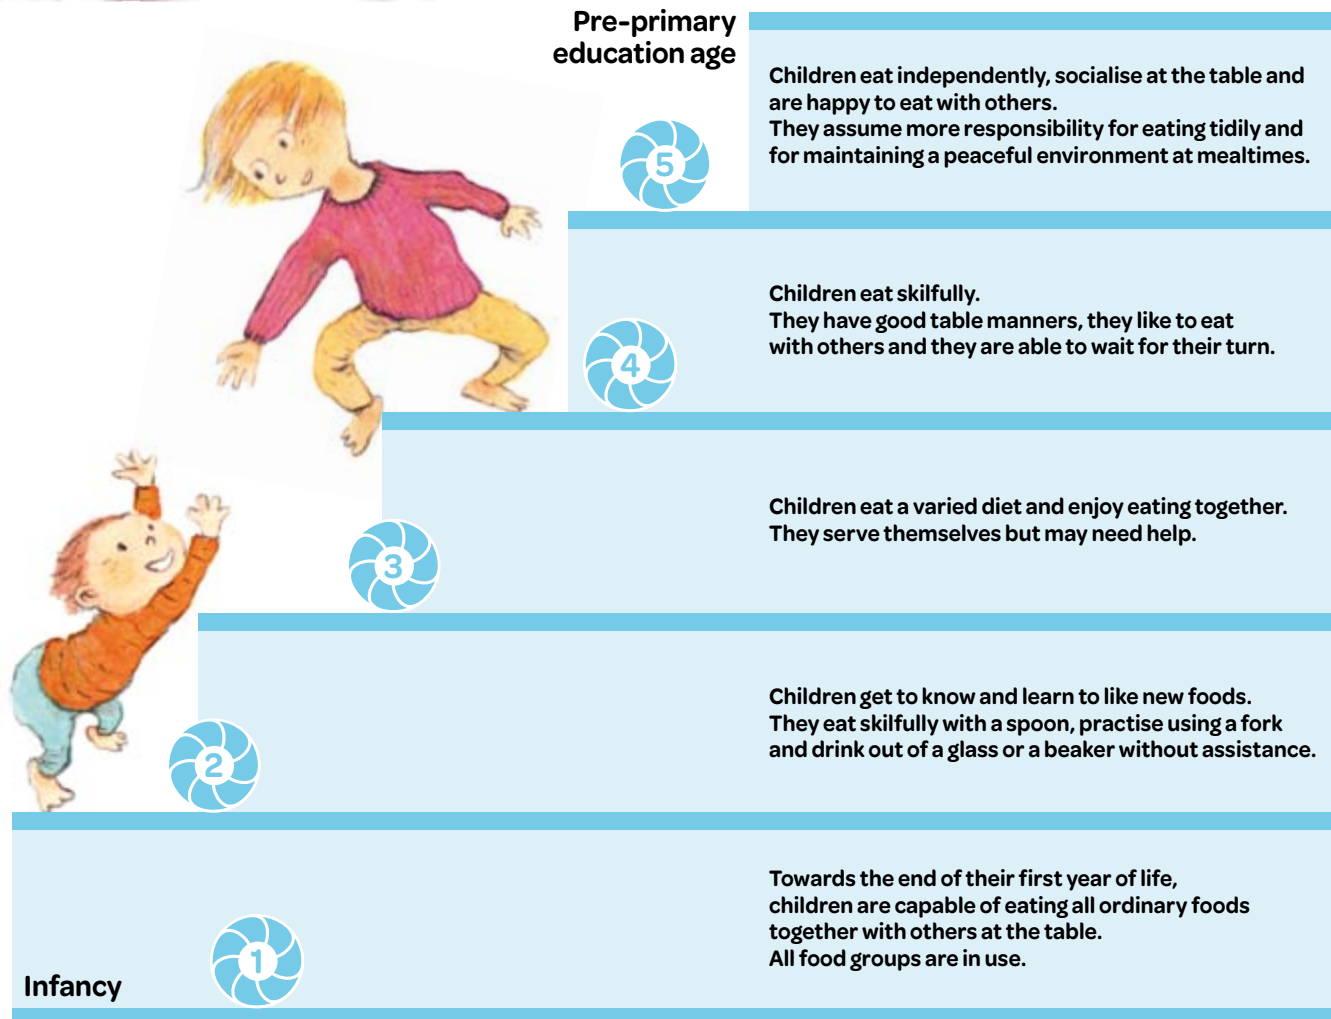 Pre-primary
education age
5
Children eat independently, socialise at the table and
are happy to eat with others.
They assume more responsibility for eating tidily and
for maintaining a peaceful environment at mealtimes.
4
Children eat skilfully.
They have good table manners, they like to eat
with others and they are able to wait for their turn.
3
Children eat a varied diet and enjoy eating together.
They serve themselves but may need help.
2
Children get to know and learn to like new foods.
They eat skilfully with a spoon, practise using a fork
and drink out of a glass or a beaker without assistance.
1
Towards the end of their first year of life,
children are capable of eating all ordinary foods
together with others at the table.
All food groups are in use.
Infancy